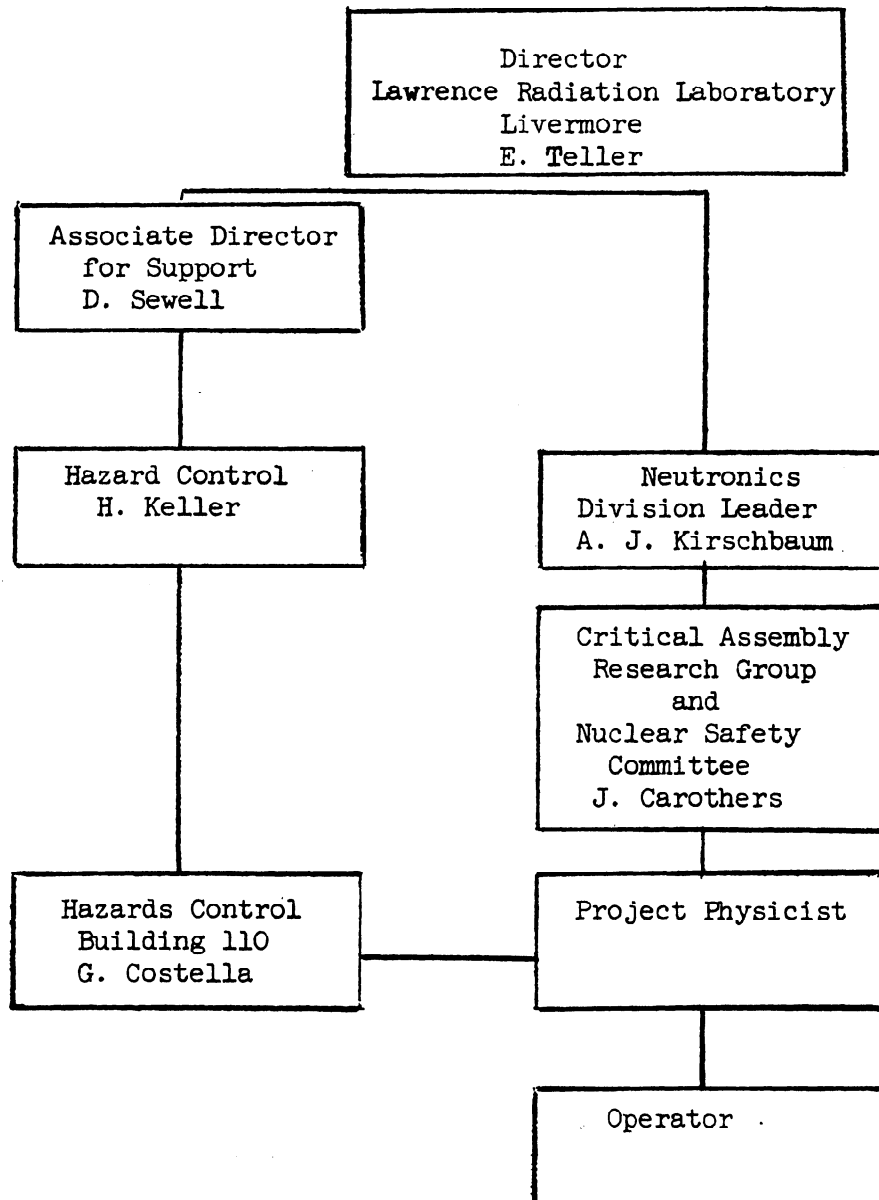 Director
Lawrence Radiation Laboratory
Livermore
E. Teller
Associate Director
for Support
D. Sewell
Hazard Control
H. Keller
Neutronics
Division Leader
A. J. Kirschbaum
Critical Assembly
Research Group
and
Nuclear Safety
Committee
J. Carothers
Hazards Control
Building 110
G. Costella
Project Physicist
Operator